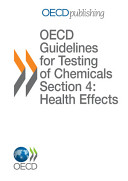 OECDpublishing
OECD
Guidelines
for Testing
of Chemicals
Section 4:
Health Effects
OECD